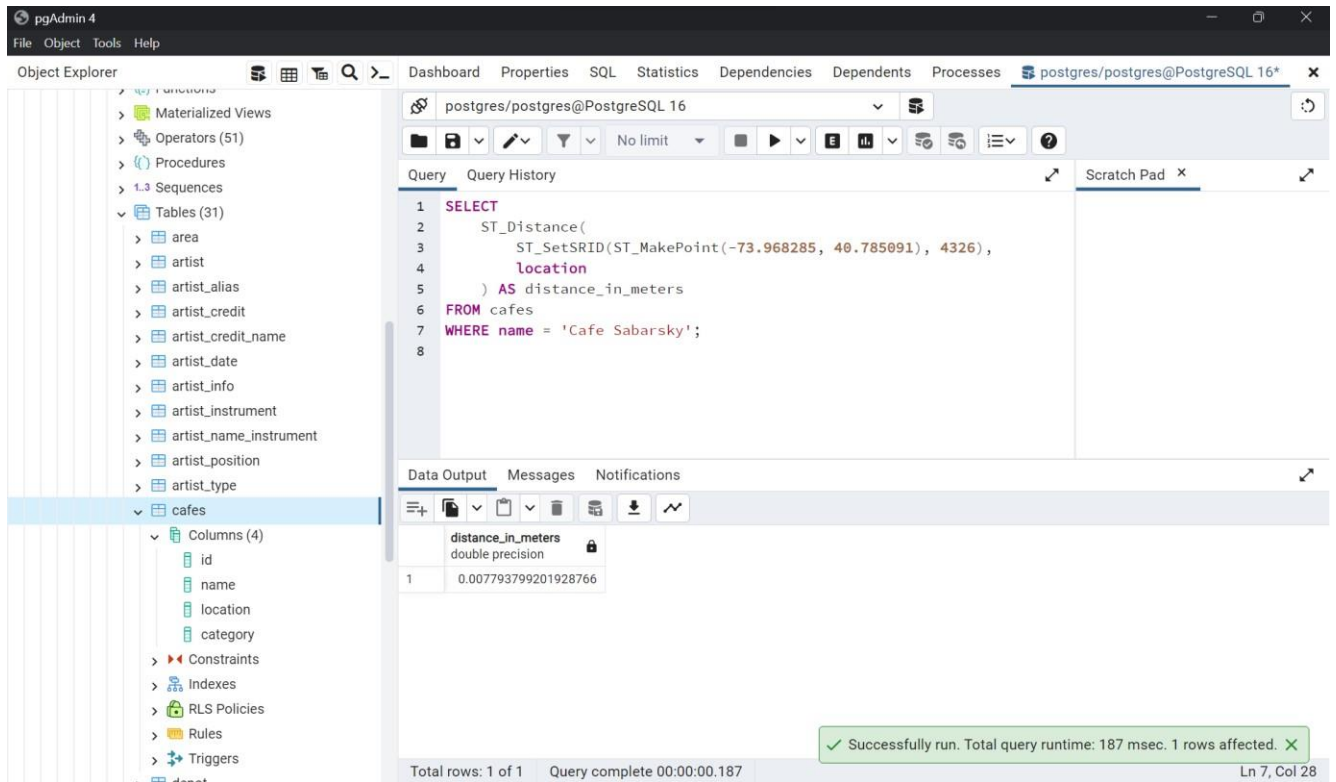 pgAdmin 4
File Object Tools Help
Object Explorer
Dashboard Properties SQL Statistics Dependencies Dependents Processes postgres/postgres@PostgreSQL 16*
Functions
Materialized Views
Operators (51)
Procedures
1..3 Sequences
Tables (31)
area
artist
artist_alias
artist_credit
artist_credit_name
artist_date
artist_info
artist_instrument
artist_name_instrument
artist_position
artist_type
cafes
Columns (4)
id
name
location
category
Constraints
Indexes
RLS Policies
Rules
Triggers
depot
postgres/postgres@PostgreSQL 16
No limit
E
Query Query History
Scratch Pad
1 SELECT
2 ST_Distance(
3 ST_SetSRID(ST_MakePoint(-73.968285, 40.785091), 4326),
4 location
5 ) AS distance_in_meters
6 FROM cafes
7 WHERE name = 'Cafe Sabarsky';
8
Data Output Messages Notifications
distance_in_meters
double precision
1 0.007793799201928766
Successfully run. Total query runtime: 187 msec. 1 rows affected.
Total rows: 1 of 1 Query complete 00:00:00.187 Ln 7, Col 28